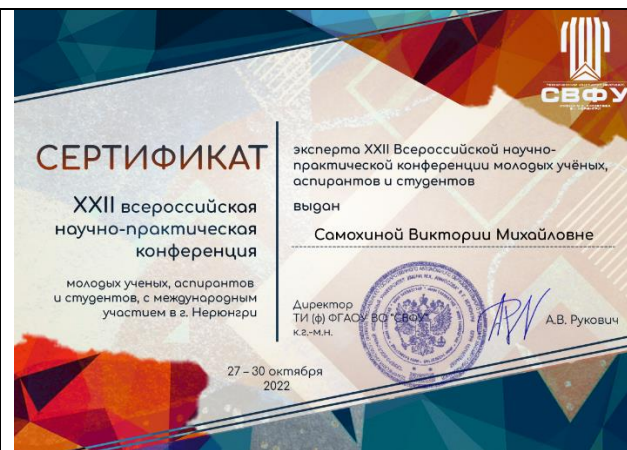 СВФУ
СЕРТИФИКАТ
XXII всероссийская
научно-практическая
конференция
молодых ученых, аспирантов
и студентов, с международным
участием в г. Нерюнгри
27 – 30 октября
2022
эксперта XXII Всероссийской научно-
практической конференции молодых учёных,
аспирантов и студентов
выдан
Самохиной Виктории Михайловне
Директор
ТИ (ф) ФГАОУ ВО "СВФУ"
к.г.-м.н.
А.В. Рукович